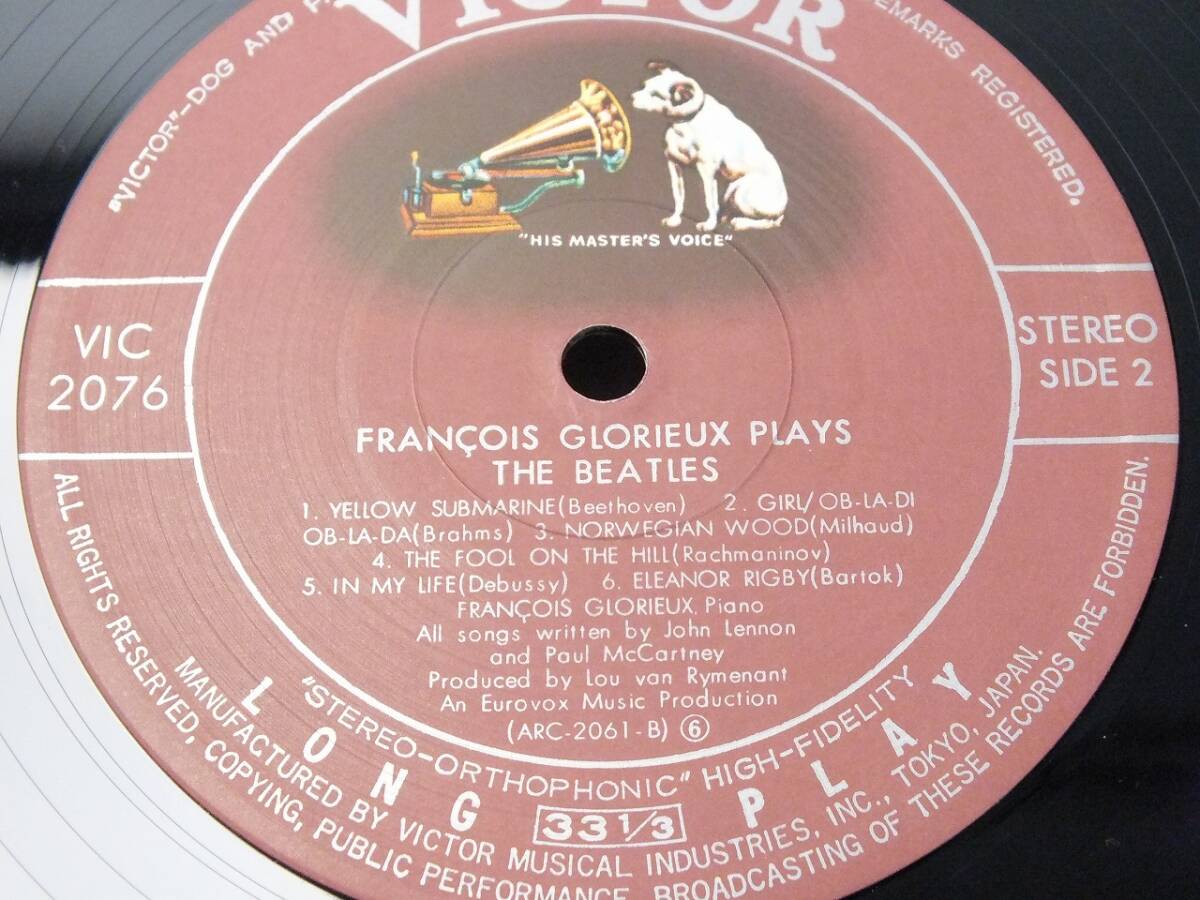 VICTOR
"VICTOR"-DOG AND
EMARKS REGISTERED.
"HIS MASTER'S VOICE"
VIC
2076
STEREO
SIDE 2
FRANÇOIS GLORIEUX PLAYS
THE BEATLES
1. YELLOW SUBMARINE(Beethoven) 2. GIRL/OB-LA-DI
OB-LA-DA(Brahms) 3. NORWEGIAN WOOD(Milhaud)
4. THE FOOL ON THE HILL(Rachmaninov)
5. IN MY LIFE(Debussy) 6. ELEANOR RIGBY(Bartok)
FRANÇOIS GLORIEUX, Piano
All songs written by John Lennon
and Paul McCartney
Produced by Lou van Rymenant
An Eurovox Music Production
(ARC-2061-B) ⑥
"STEREO-ORTHOPHONIC" HIGH-FIDELITY
LONG PLAY
33 1/3
MANUFACTURED BY VICTOR MUSICAL INDUSTRIES, INC., TOKYO, JAPAN.
ALL RIGHTS RESERVED, COPYING, PUBLIC PERFORMANCE, BROADCASTING OF THESE RECORDS ARE FORBIDDEN.